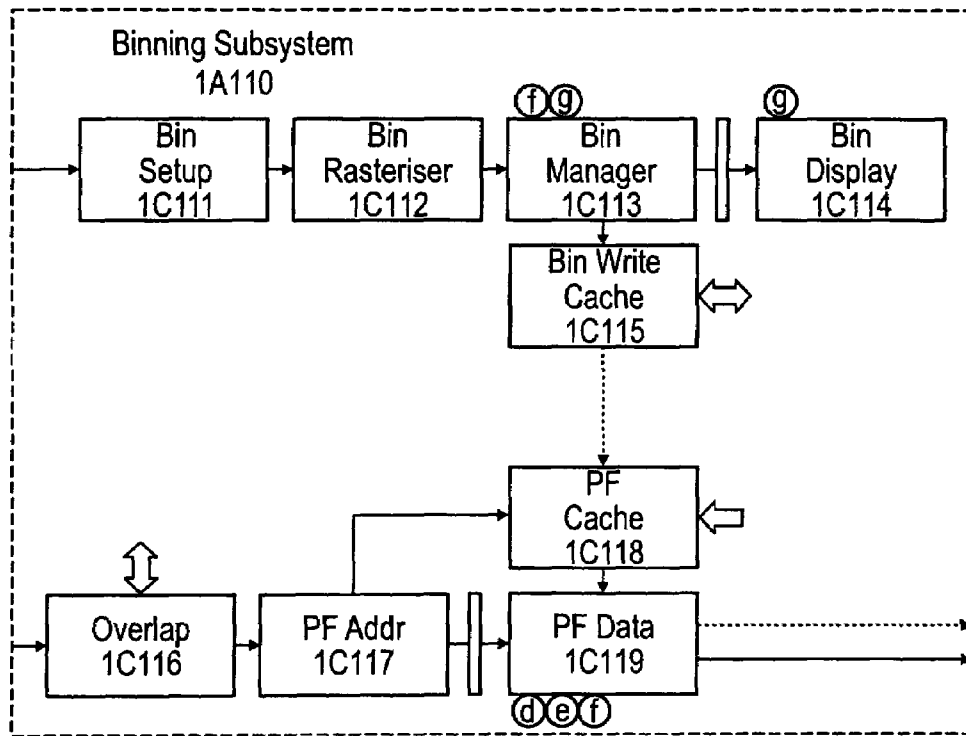 Binning Subsystem
1A110
f g
g
Bin
Setup
1C111
Bin
Rasteriser
1C112
Bin
Manager
1C113
Bin
Display
1C114
Bin Write
Cache
1C115
PF
Cache
1C118
Overlap
1C116
PF Addr
1C117
PF Data
1C119
d e f